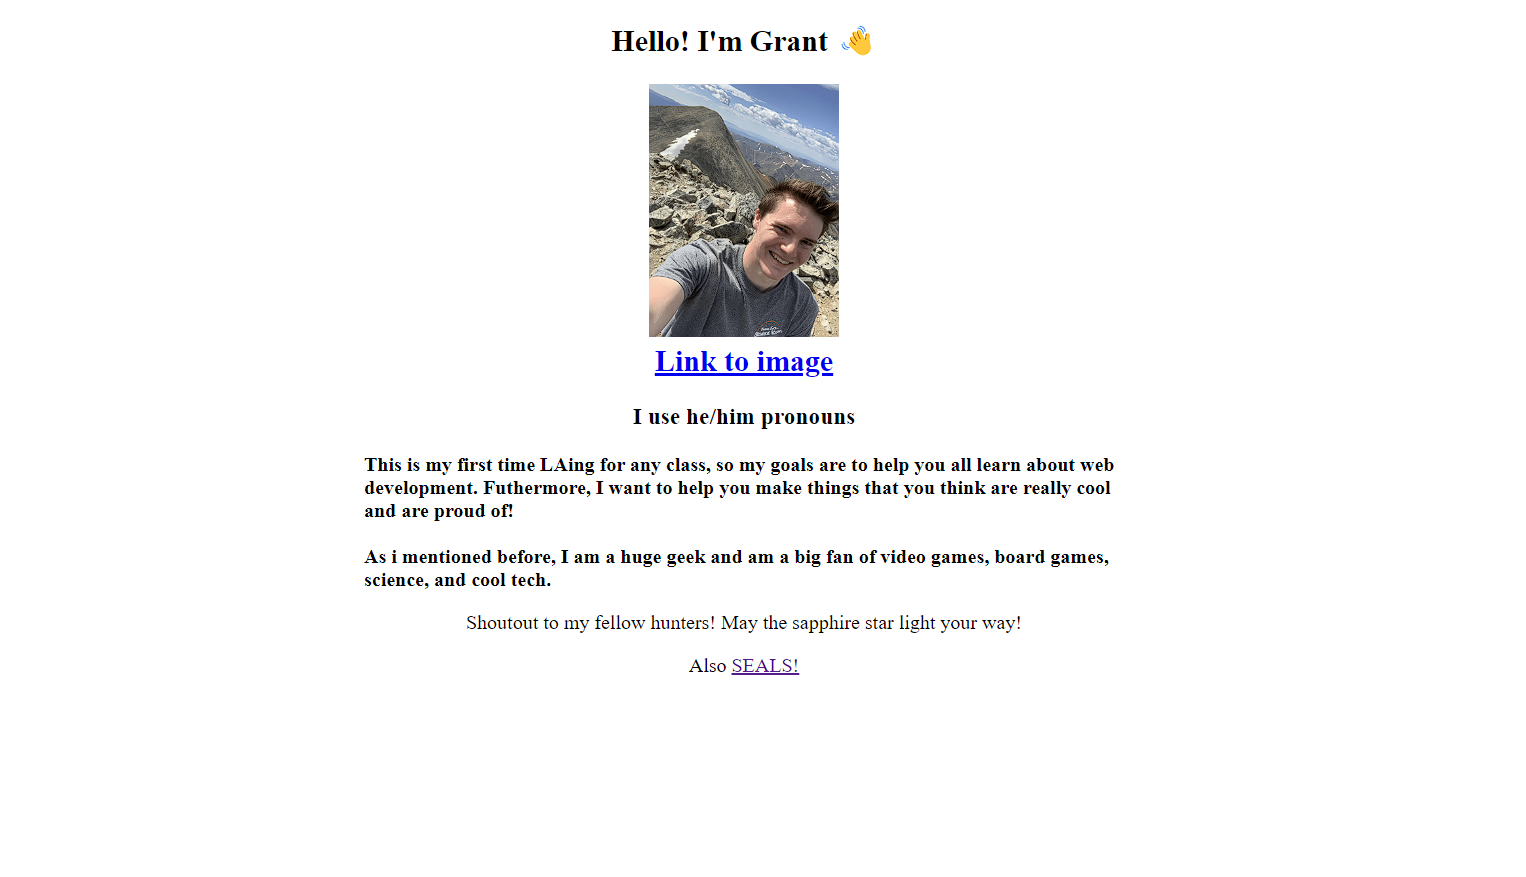 Hello! I'm Grant 👋
Link to image
I use he/him pronouns
This is my first time LAing for any class, so my goals are to help you all learn about web
development. Futhermore, I want to help you make things that you think are really cool
and are proud of!
As i mentioned before, I am a huge geek and am a big fan of video games, board games,
science, and cool tech.
Shoutout to my fellow hunters! May the sapphire star light your way!
Also SEALS!